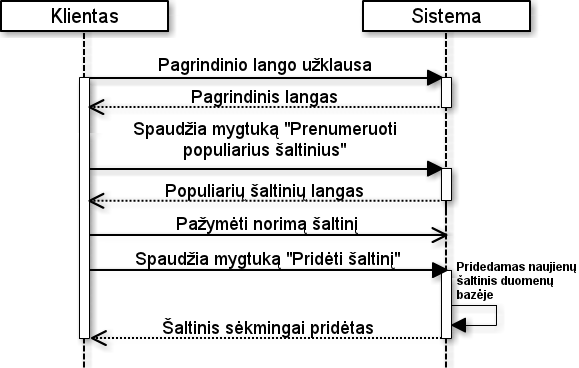 Klientas
Sistema
Pagrindinio lango užklausa
Pagrindinis langas
Spaudžia mygtuką "Prenumeruoti
populiarius šaltinius"
Populiarių šaltinių langas
Pažymėti norimą šaltinį
Spaudžia mygtuką "Pridėti šaltinį"
Pridedamas naujienų
šaltinis duomenų
bazėje
Šaltinis sėkmingai pridėtas